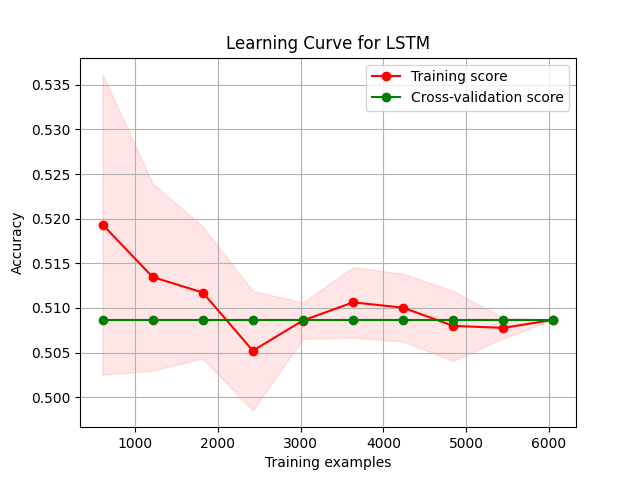 Learning Curve for LSTM
Training score
Cross-validation score
Accuracy
0.535
0.530
0.525
0.520
0.515
0.510
0.505
0.500
1000 2000 3000 4000 5000 6000
Training examples